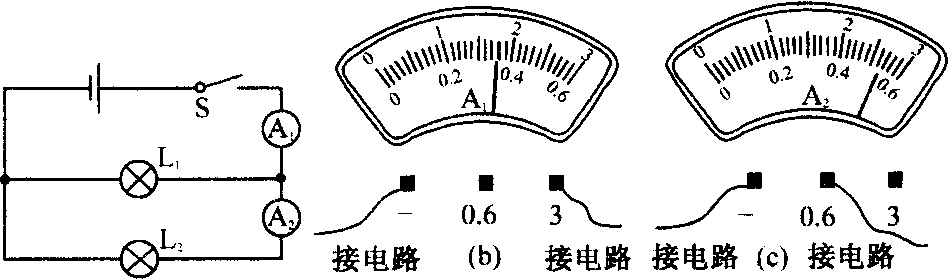 S
A₁
L₁
A₂
L₂
0 1 2 3
0 0.2 0.4 0.6
A₁
− 0.6 3
接电路 (b) 接电路
0 1 2 3
0 0.2 0.4 0.6
A₂
− 0.6 3
接电路 (c) 接电路